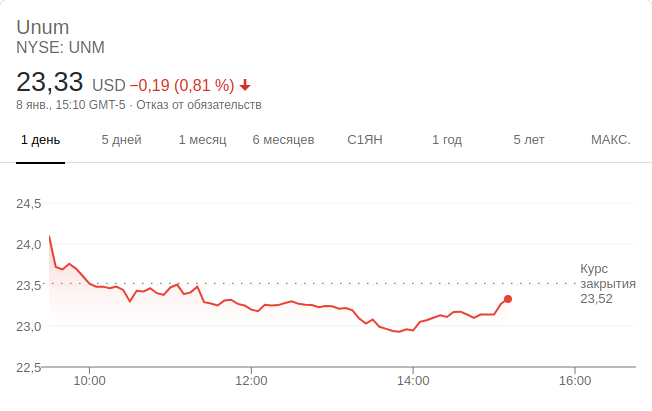 Unum
NYSE: UNM
23,33 USD −0,19 (0,81 %)
8 янв., 15:10 GMT-5 · Отказ от обязательств
1 день 5 дней 1 месяц 6 месяцев С1ЯН 1 год 5 лет МАКС.
24,5
24,0
Курс
23,5 закрытия
23,52
23,0
22,5
10:00 12:00 14:00 16:00